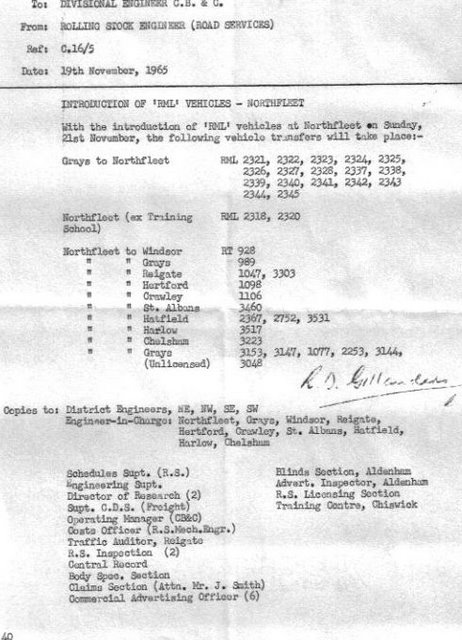 To: DIVISIONAL ENGINEER C.B. & C.
From: ROLLING STOCK ENGINEER (ROAD SERVICES)
Ref: C.16/5
Date: 19th November, 1965
INTRODUCTION OF 'RML' VEHICLES - NORTHFLEET
With the introduction of 'RML' vehicles at Northfleet on Sunday,
21st November, the following vehicle transfers will take place:-
Grays to Northfleet RML 2321, 2322, 2323, 2324, 2325,
2326, 2327, 2328, 2337, 2338,
2339, 2340, 2341, 2342, 2343
2344, 2345
Northfleet (ex Training RML 2318, 2320
School)
Northfleet to Windsor RT 928
" " Grays 989
" " Reigate 1047, 3303
" " Hertford 1098
" " Crawley 1106
" " St. Albans 3460
" " Hatfield 2367, 2752, 3531
" " Harlow 3517
" " Chelsham 3223
" " Grays 3153, 3147, 1077, 2253, 3144,
(Unlicensed) 3048
Copies to: District Engineers, NE, NW, SE, SW
Engineer-in-Charge: Northfleet, Grays, Windsor, Reigate,
Hertford, Crawley, St. Albans, Hatfield,
Harlow, Chelsham
Schedules Supt. (R.S.) Blinds Section, Aldenham
Engineering Supt. Advert. Inspector, Aldenham
Director of Research (2) R.S. Licensing Section
Supt. C.D.S. (Freight) Training Centre, Chiswick
Operating Manager (CB&C)
Costs Officer (R.S.Mech.Engr.)
Traffic Auditor, Reigate
R.S. Inspection (2)
Central Record
Body Spec. Section
Claims Section (Attn. Mr. J. Smith)
Commercial Advertising Officer (6)
40